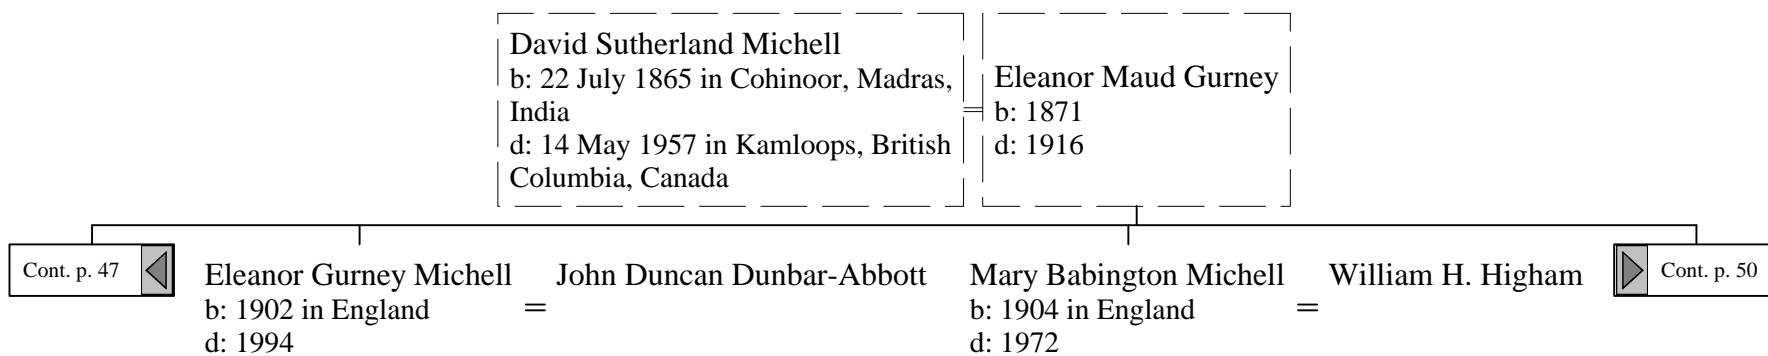 David Sutherland Michell
b: 22 July 1865 in Cohinoor, Madras,
India
d: 14 May 1957 in Kamloops, British
Columbia, Canada
=
Eleanor Maud Gurney
b: 1871
d: 1916
Cont. p. 47
Eleanor Gurney Michell
b: 1902 in England
d: 1994
=
John Duncan Dunbar-Abbott
Mary Babington Michell
b: 1904 in England
d: 1972
=
William H. Higham
Cont. p. 50